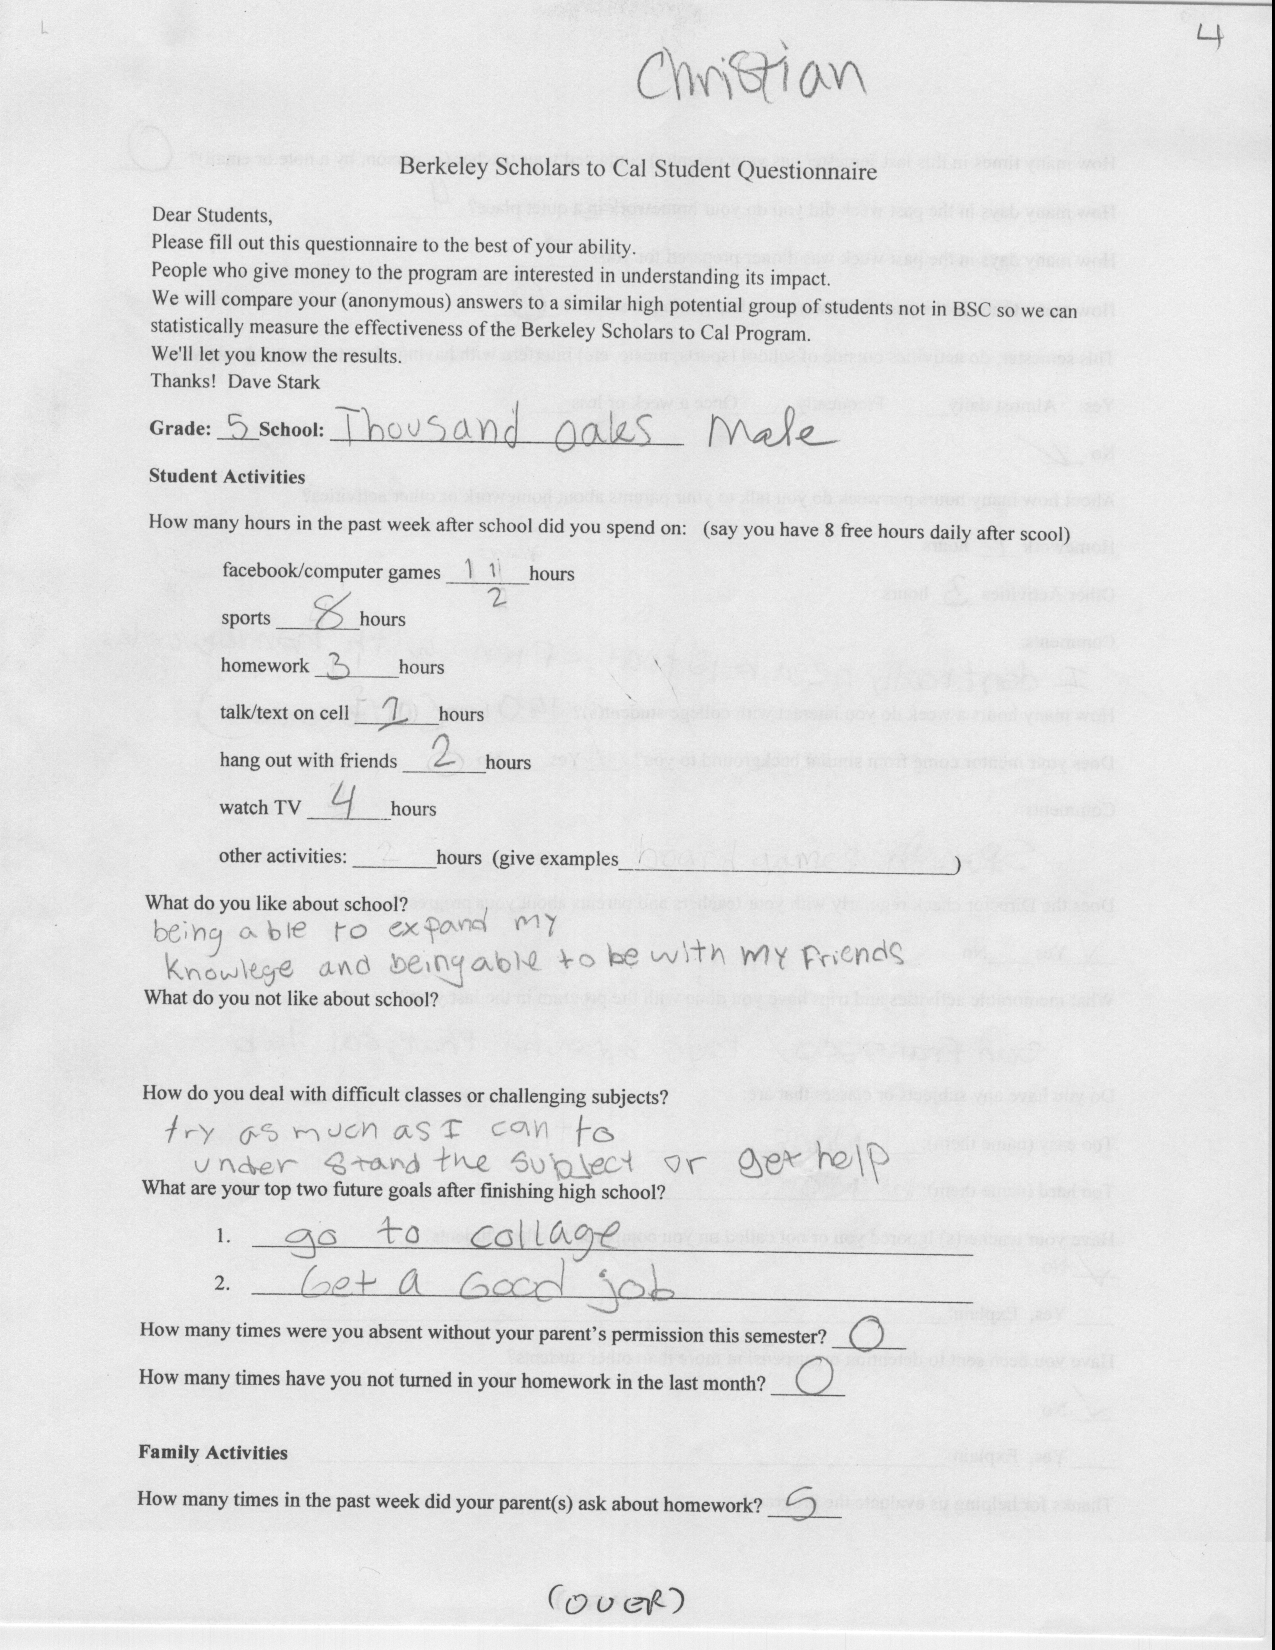 4
Christian
Berkeley Scholars to Cal Student Questionnaire
Dear Students,
Please fill out this questionnaire to the best of your ability.
People who give money to the program are interested in understanding its impact.
We will compare your (anonymous) answers to a similar high potential group of students not in BSC so we can
statistically measure the effectiveness of the Berkeley Scholars to Cal Program.
We'll let you know the results.
Thanks! Dave Stark
Grade: 5 School: Thousand oaks Male
Student Activities
How many hours in the past week after school did you spend on: (say you have 8 free hours daily after scool)
facebook/computer games 1 1/2 hours
sports 8 hours
homework 3 hours
talk/text on cell 2 hours
hang out with friends 2 hours
watch TV 4 hours
other activities: hours (give examples )
What do you like about school?
being able to expand my
knowlege and being able to be with my friends
What do you not like about school?
How do you deal with difficult classes or challenging subjects?
try as much as I can to
under stand the subject or get help
What are your top two future goals after finishing high school?
1. go to collage
2. Get a Good job
How many times were you absent without your parent's permission this semester? 0
How many times have you not turned in your homework in the last month? 0
Family Activities
How many times in the past week did your parent(s) ask about homework? 5
(OVER)